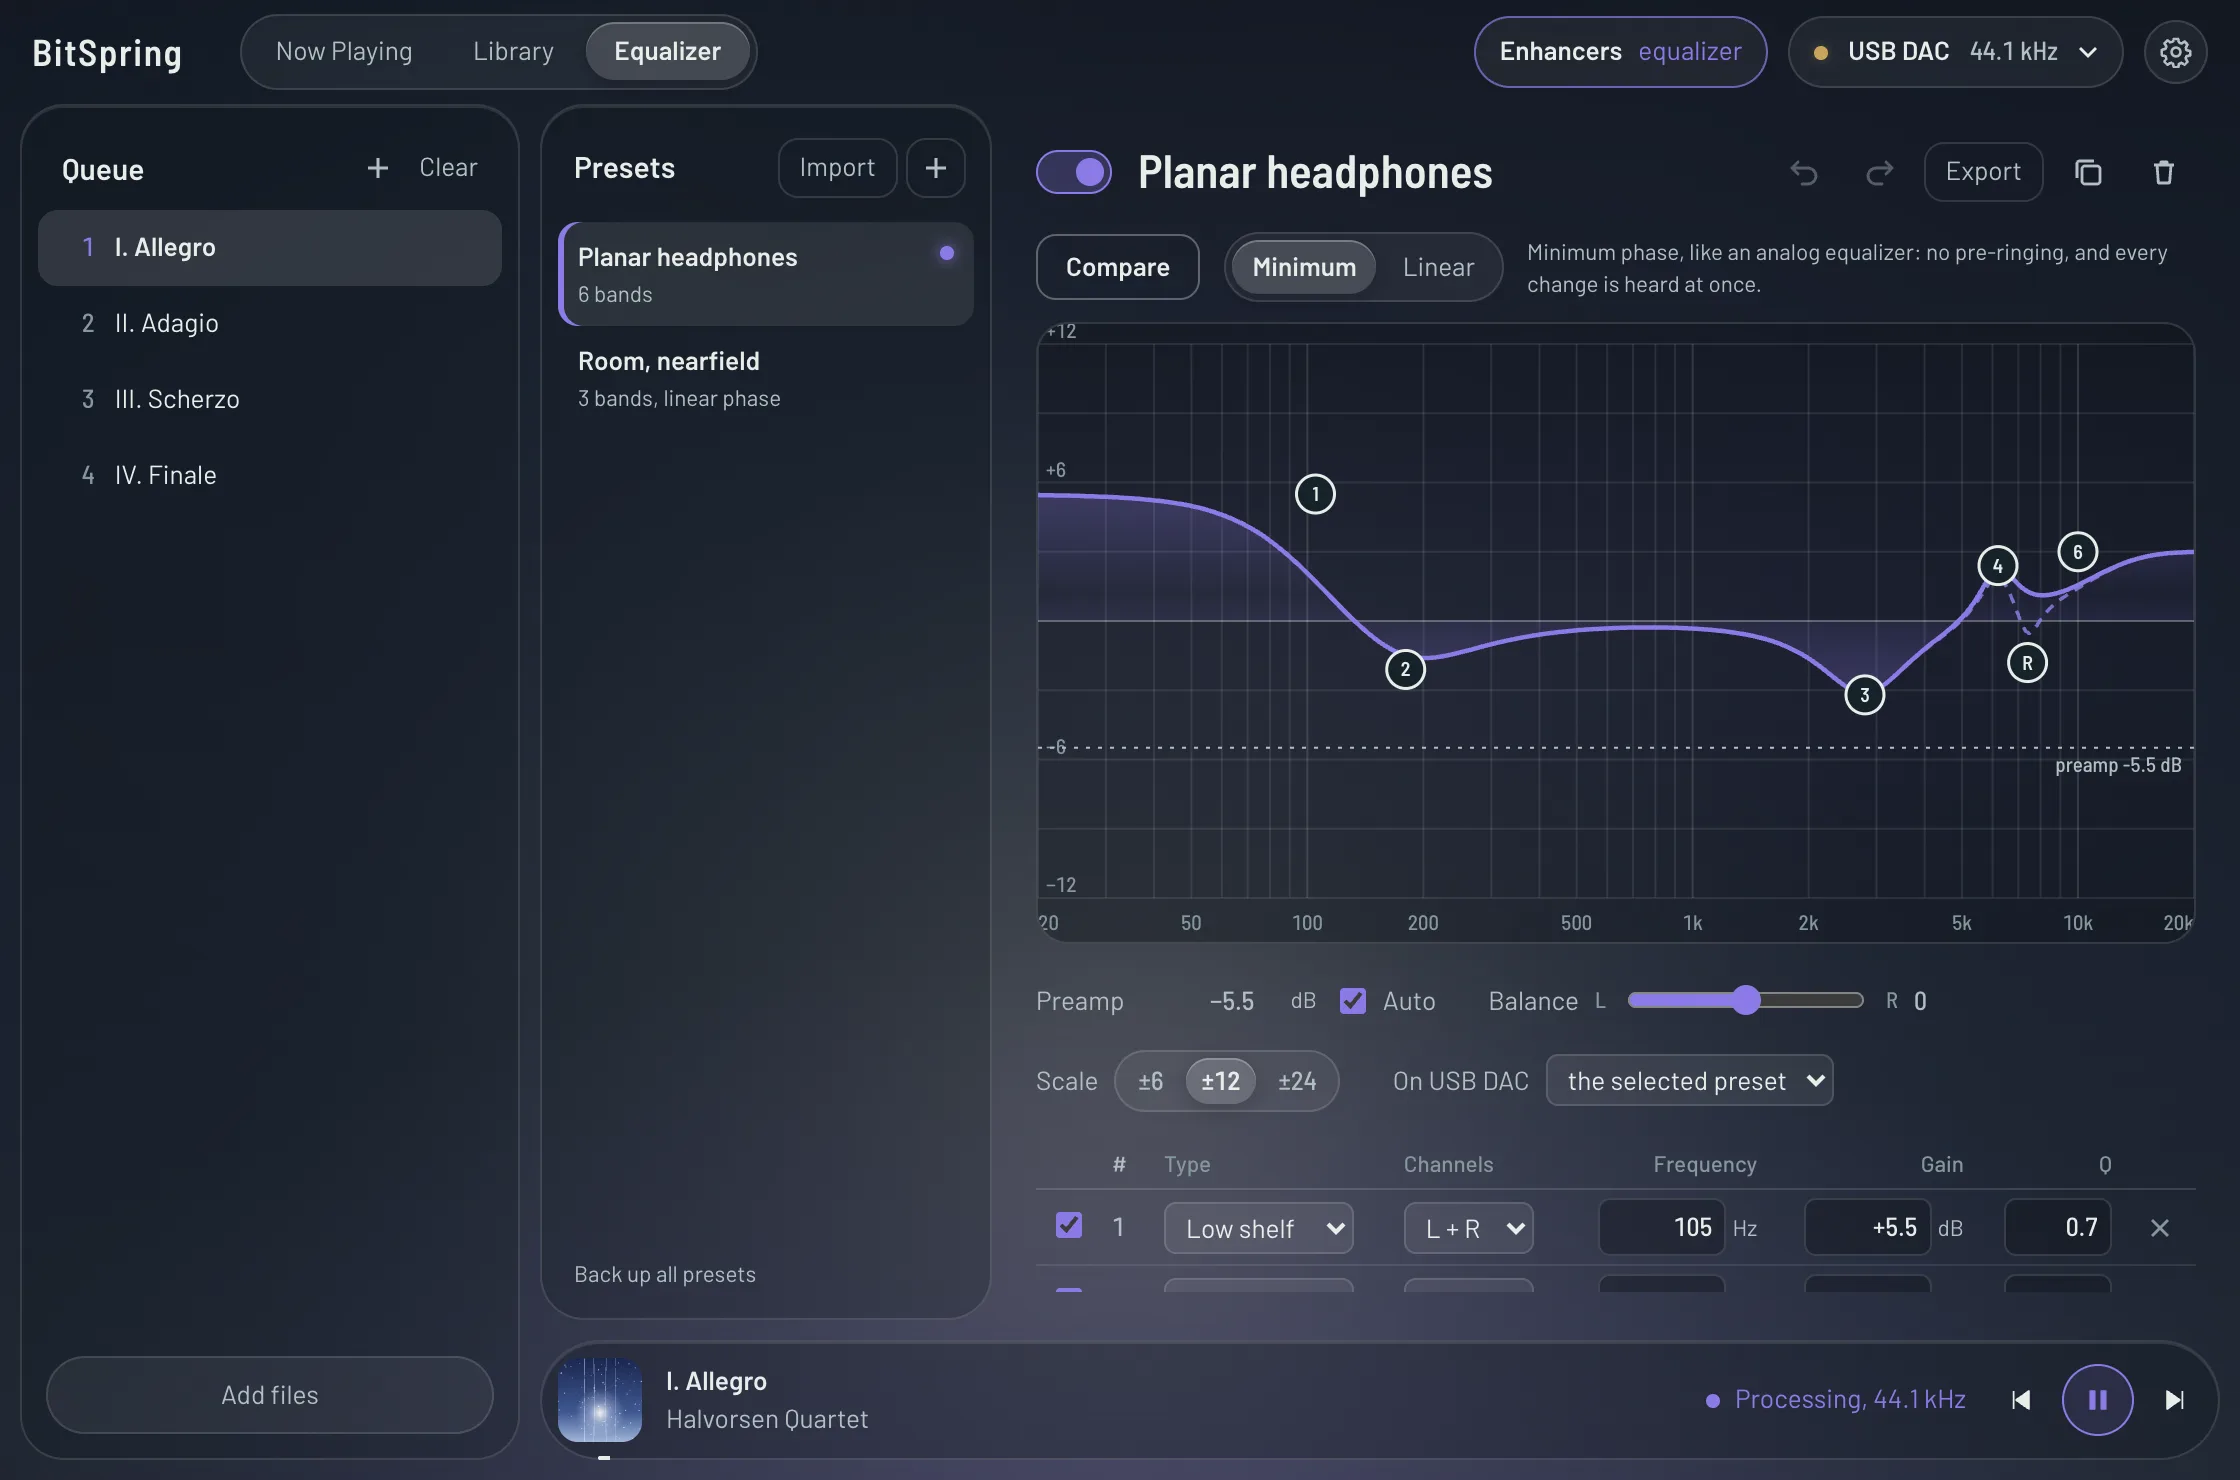 BitSpring
Now Playing
Library
Equalizer
Enhancers equalizer
USB DAC 44.1 kHz
Queue
+ Clear
1 I. Allegro
2 II. Adagio
3 III. Scherzo
4 IV. Finale
Add files
Presets
Import
+
Planar headphones
6 bands
Room, nearfield
3 bands, linear phase
Back up all presets
Planar headphones
Export
Compare
Minimum
Linear
Minimum phase, like an analog equalizer: no pre-ringing, and every
change is heard at once.
+12
+6
1
4
6
2
R
3
-6
preamp -5.5 dB
−12
20 50 100 200 500 1k 2k 5k 10k 20k
Preamp −5.5 dB Auto Balance L R 0
Scale ±6 ±12 ±24 On USB DAC the selected preset
# Type Channels Frequency Gain Q
1 Low shelf L + R 105 Hz +5.5 dB 0.7
I. Allegro
Halvorsen Quartet
Processing, 44.1 kHz